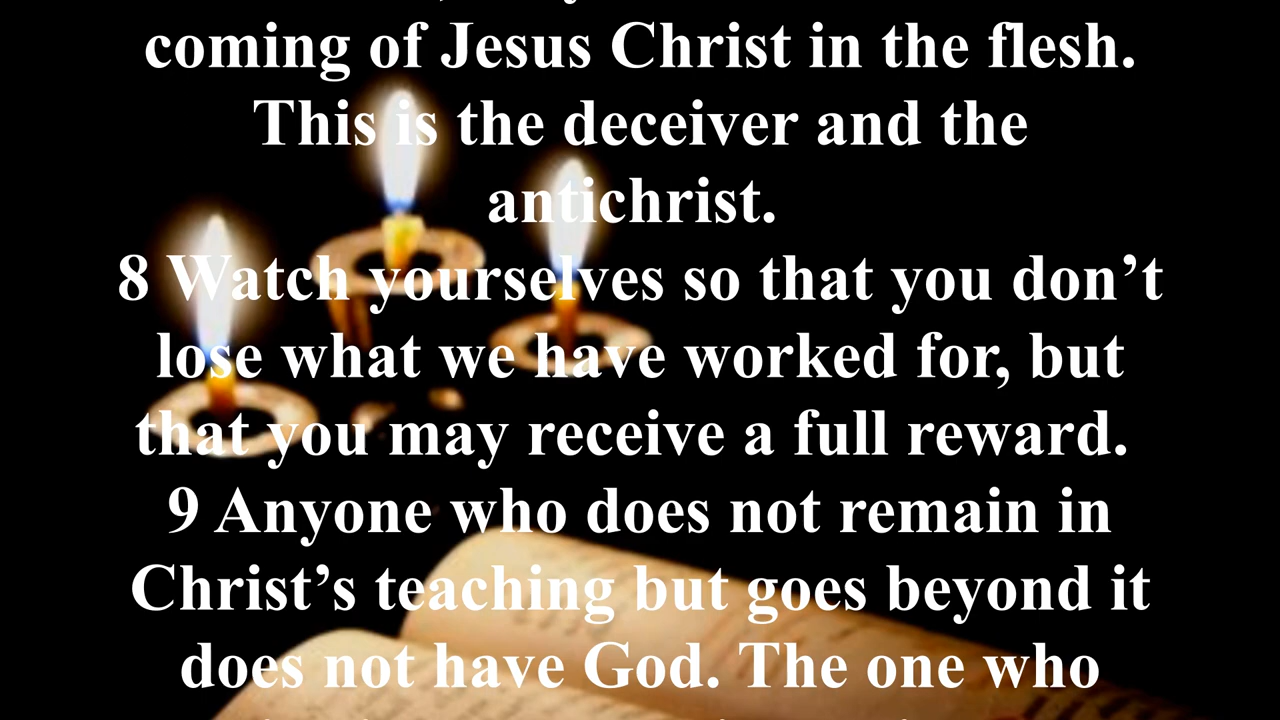 coming of Jesus Christ in the flesh.
This is the deceiver and the
antichrist.
8 Watch yourselves so that you don’t
lose what we have worked for, but
that you may receive a full reward.
9 Anyone who does not remain in
Christ’s teaching but goes beyond it
does not have God. The one who